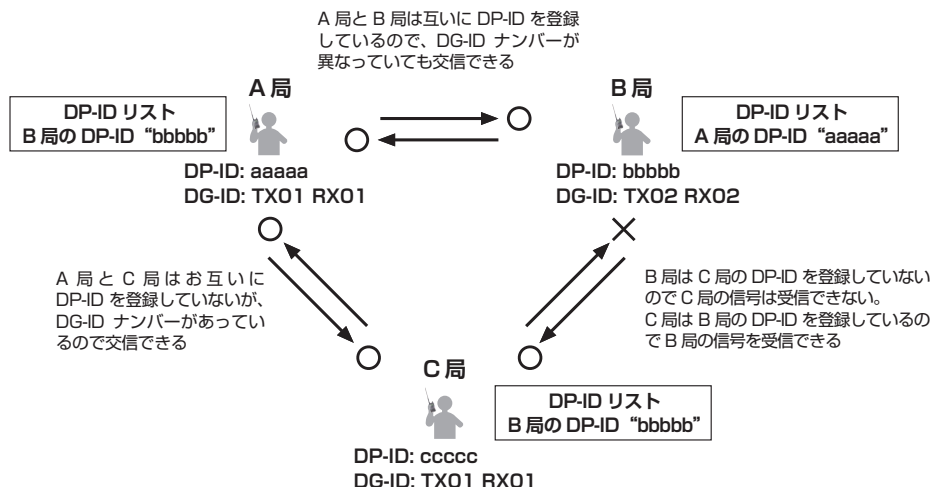 A 局と B 局は互いに DP-ID を登録
しているので、DG-ID ナンバーが
異なっていても交信できる
A 局
DP-ID リスト
B 局の DP-ID “bbbbb”
DP-ID: aaaaa
DG-ID: TX01 RX01
B 局
DP-ID リスト
A 局の DP-ID “aaaaa”
DP-ID: bbbbb
DG-ID: TX02 RX02
A 局と C 局はお互いに
DP-ID を登録していないが、
DG-ID ナンバーがあってい
るので交信できる
B 局は C 局の DP-ID を登録していない
ので C 局の信号は受信できない。
C 局は B 局の DP-ID を登録しているの
で B 局の信号を受信できる
C 局
DP-ID リスト
B 局の DP-ID “bbbbb”
DP-ID: ccccc
DG-ID: TX01 RX01